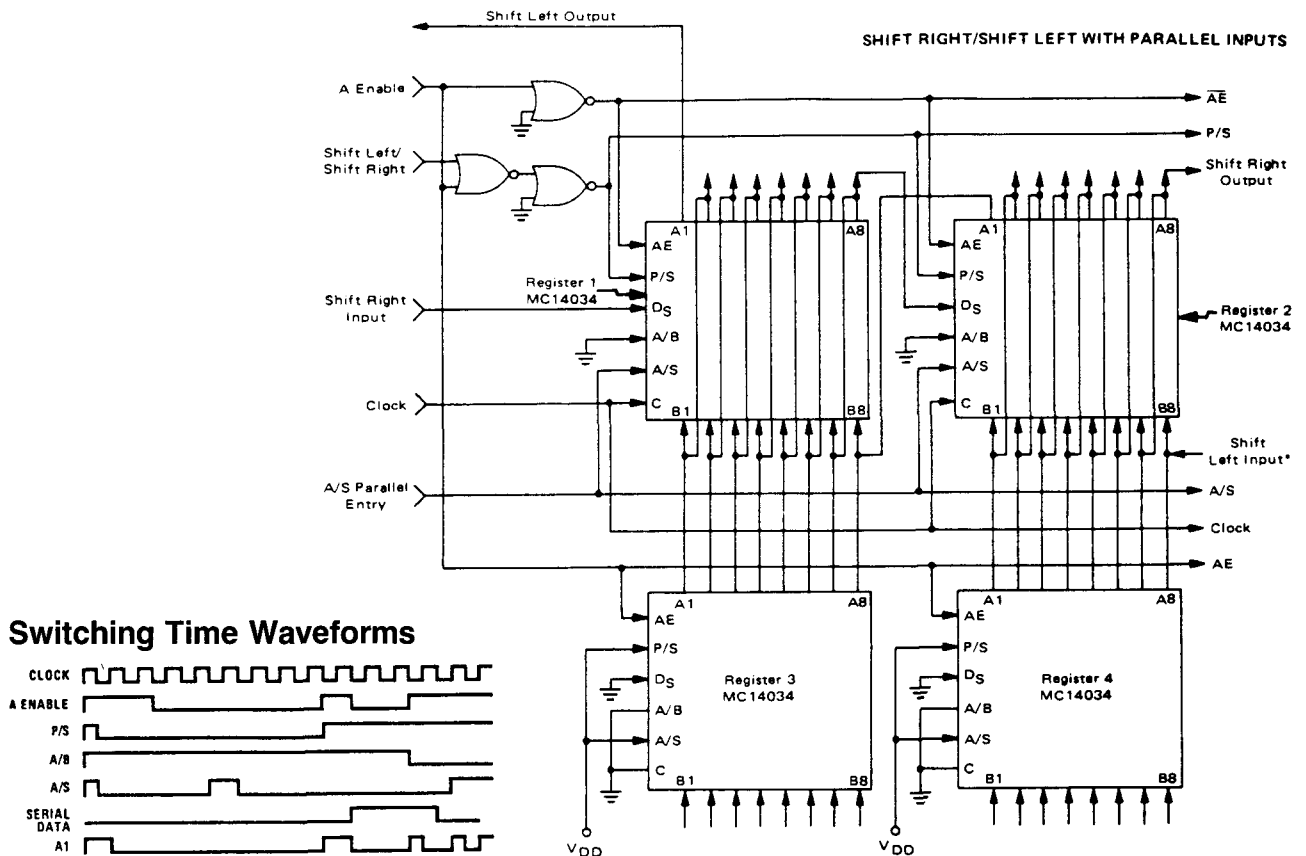 Shift Left Output
SHIFT RIGHT/SHIFT LEFT WITH PARALLEL INPUTS
A Enable
AE
P/S
Shift Left/
Shift Right
Shift Right
Output
A1
A8
A1
A8
AE
AE
P/S
P/S
Register 1
MC14034
Shift Right
Input
DS
DS
Register 2
MC14034
A/B
A/B
A/S
A/S
Clock
C
C
B1
B8
B1
B8
Shift
Left Input*
A/S Parallel
Entry
A/S
Clock
AE
A1
A8
A1
A8
AE
AE
P/S
P/S
DS
DS
Register 3
MC14034
Register 4
MC14034
A/B
A/B
A/S
A/S
C
C
B1
B8
B1
B8
VDD
VDD
Switching Time Waveforms
CLOCK
A ENABLE
P/S
A/B
A/S
SERIAL
DATA
A1